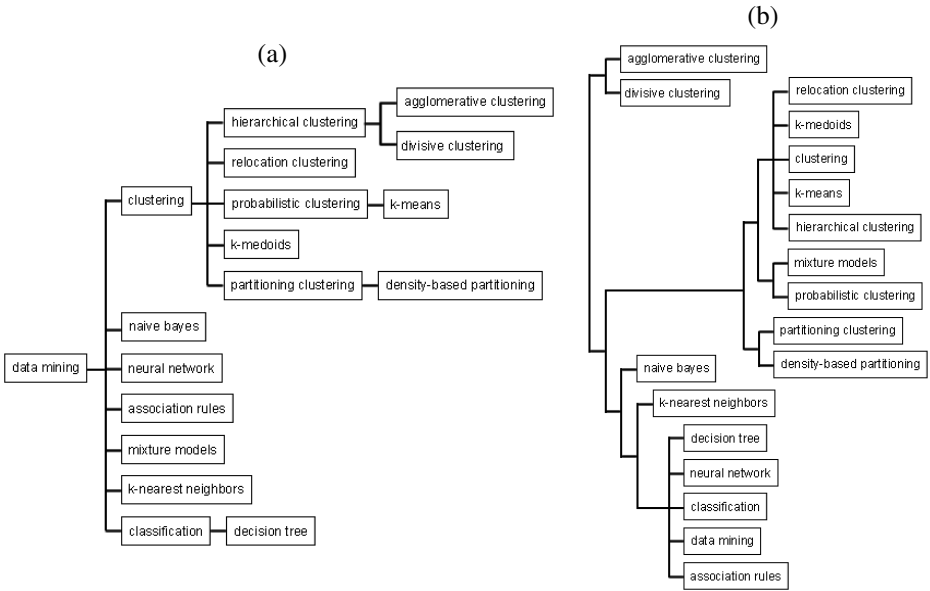 (a)
agglomerative clustering
hierarchical clustering
divisive clustering
relocation clustering
clustering
probabilistic clustering
k-means
k-medoids
partitioning clustering
density-based partitioning
naive bayes
data mining
neural network
association rules
mixture models
k-nearest neighbors
classification
decision tree
(b)
agglomerative clustering
divisive clustering
relocation clustering
k-medoids
clustering
k-means
hierarchical clustering
mixture models
probabilistic clustering
partitioning clustering
density-based partitioning
naive bayes
k-nearest neighbors
decision tree
neural network
classification
data mining
association rules